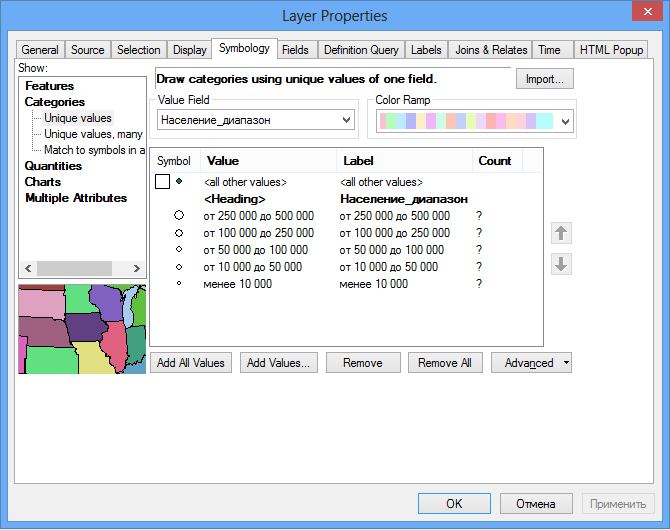 Layer Properties
General Source Selection Display Symbology Fields Definition Query Labels Joins & Relates Time HTML Popup
Show:
Features
Categories
Unique values
Unique values, many
Match to symbols in a
Quantities
Charts
Multiple Attributes
Draw categories using unique values of one field.
Import...
Value Field
Население_диапазон
Color Ramp
Symbol Value Label Count
<all other values> <all other values>
<Heading> Население_диапазон
от 250 000 до 500 000 от 250 000 до 500 000 ?
от 100 000 до 250 000 от 100 000 до 250 000 ?
от 50 000 до 100 000 от 50 000 до 100 000 ?
от 10 000 до 50 000 от 10 000 до 50 000 ?
менее 10 000 менее 10 000 ?
Add All Values Add Values... Remove Remove All Advanced
OK Отмена Применить